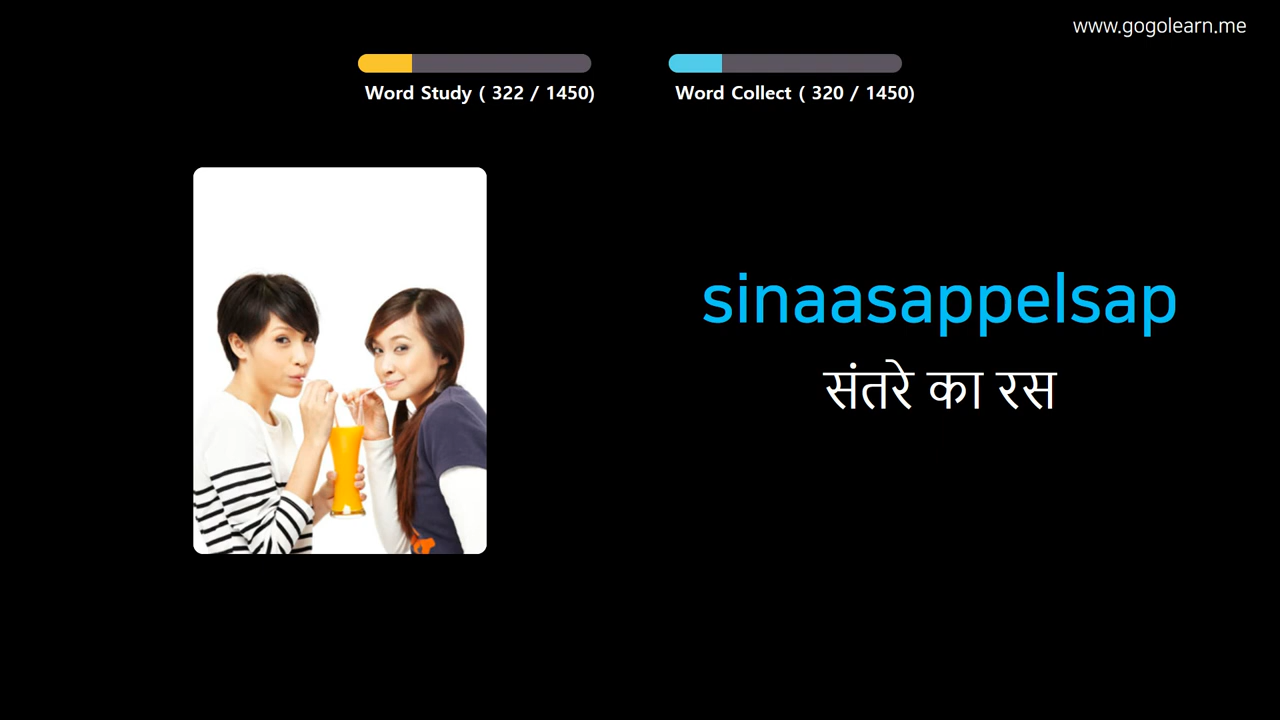 www.gogolearn.me
Word Study ( 322 / 1450)
Word Collect ( 320 / 1450)
sinaasappelsap
संतरे का रस